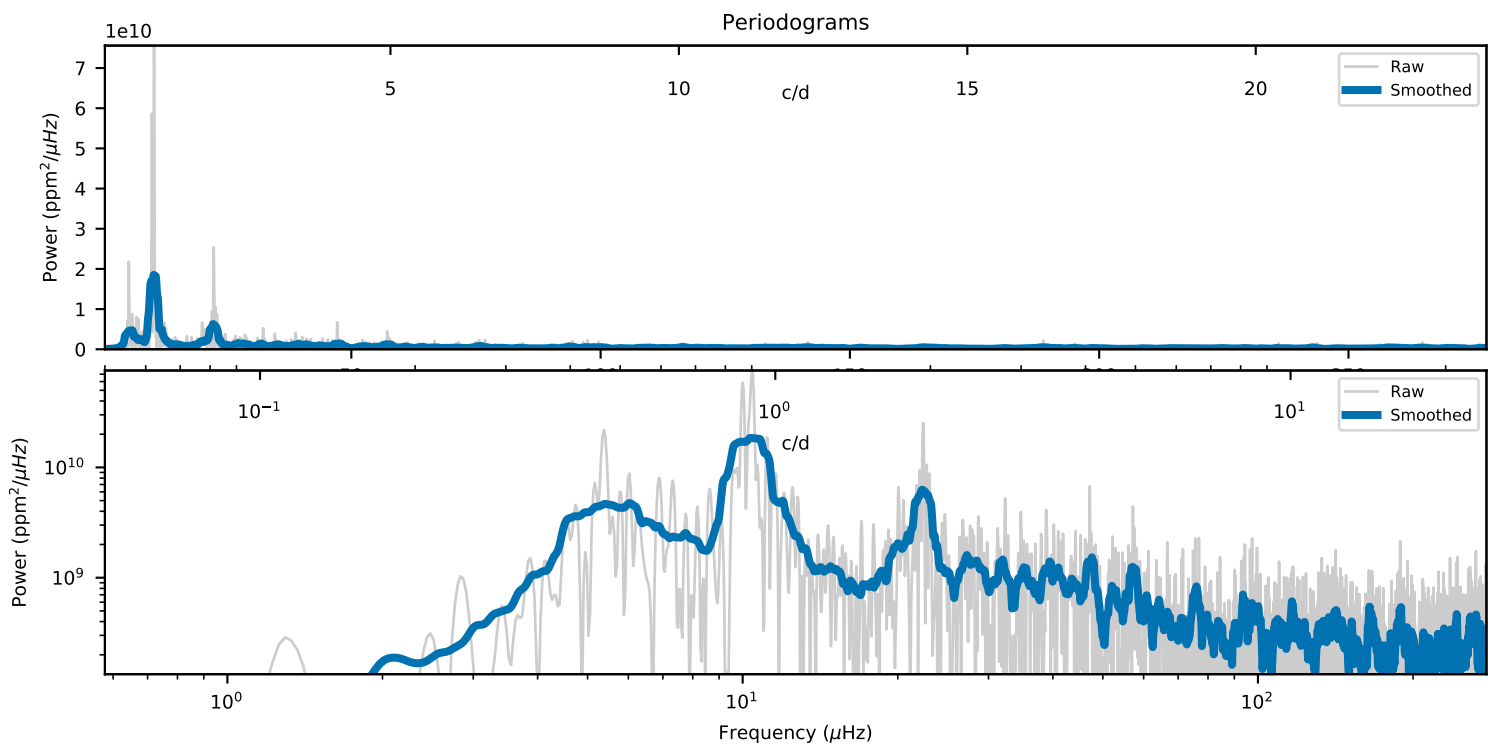 Periodograms
1e10
7
6
5
4
3
2
1
0
Power (ppm²/μHz)
5 10 15 20
c/d
Raw
Smoothed
10⁻¹ 10⁰ 10¹
c/d
Raw
Smoothed
10¹⁰
10⁹
Power (ppm²/μHz)
10⁰ 10¹ 10²
Frequency (μHz)